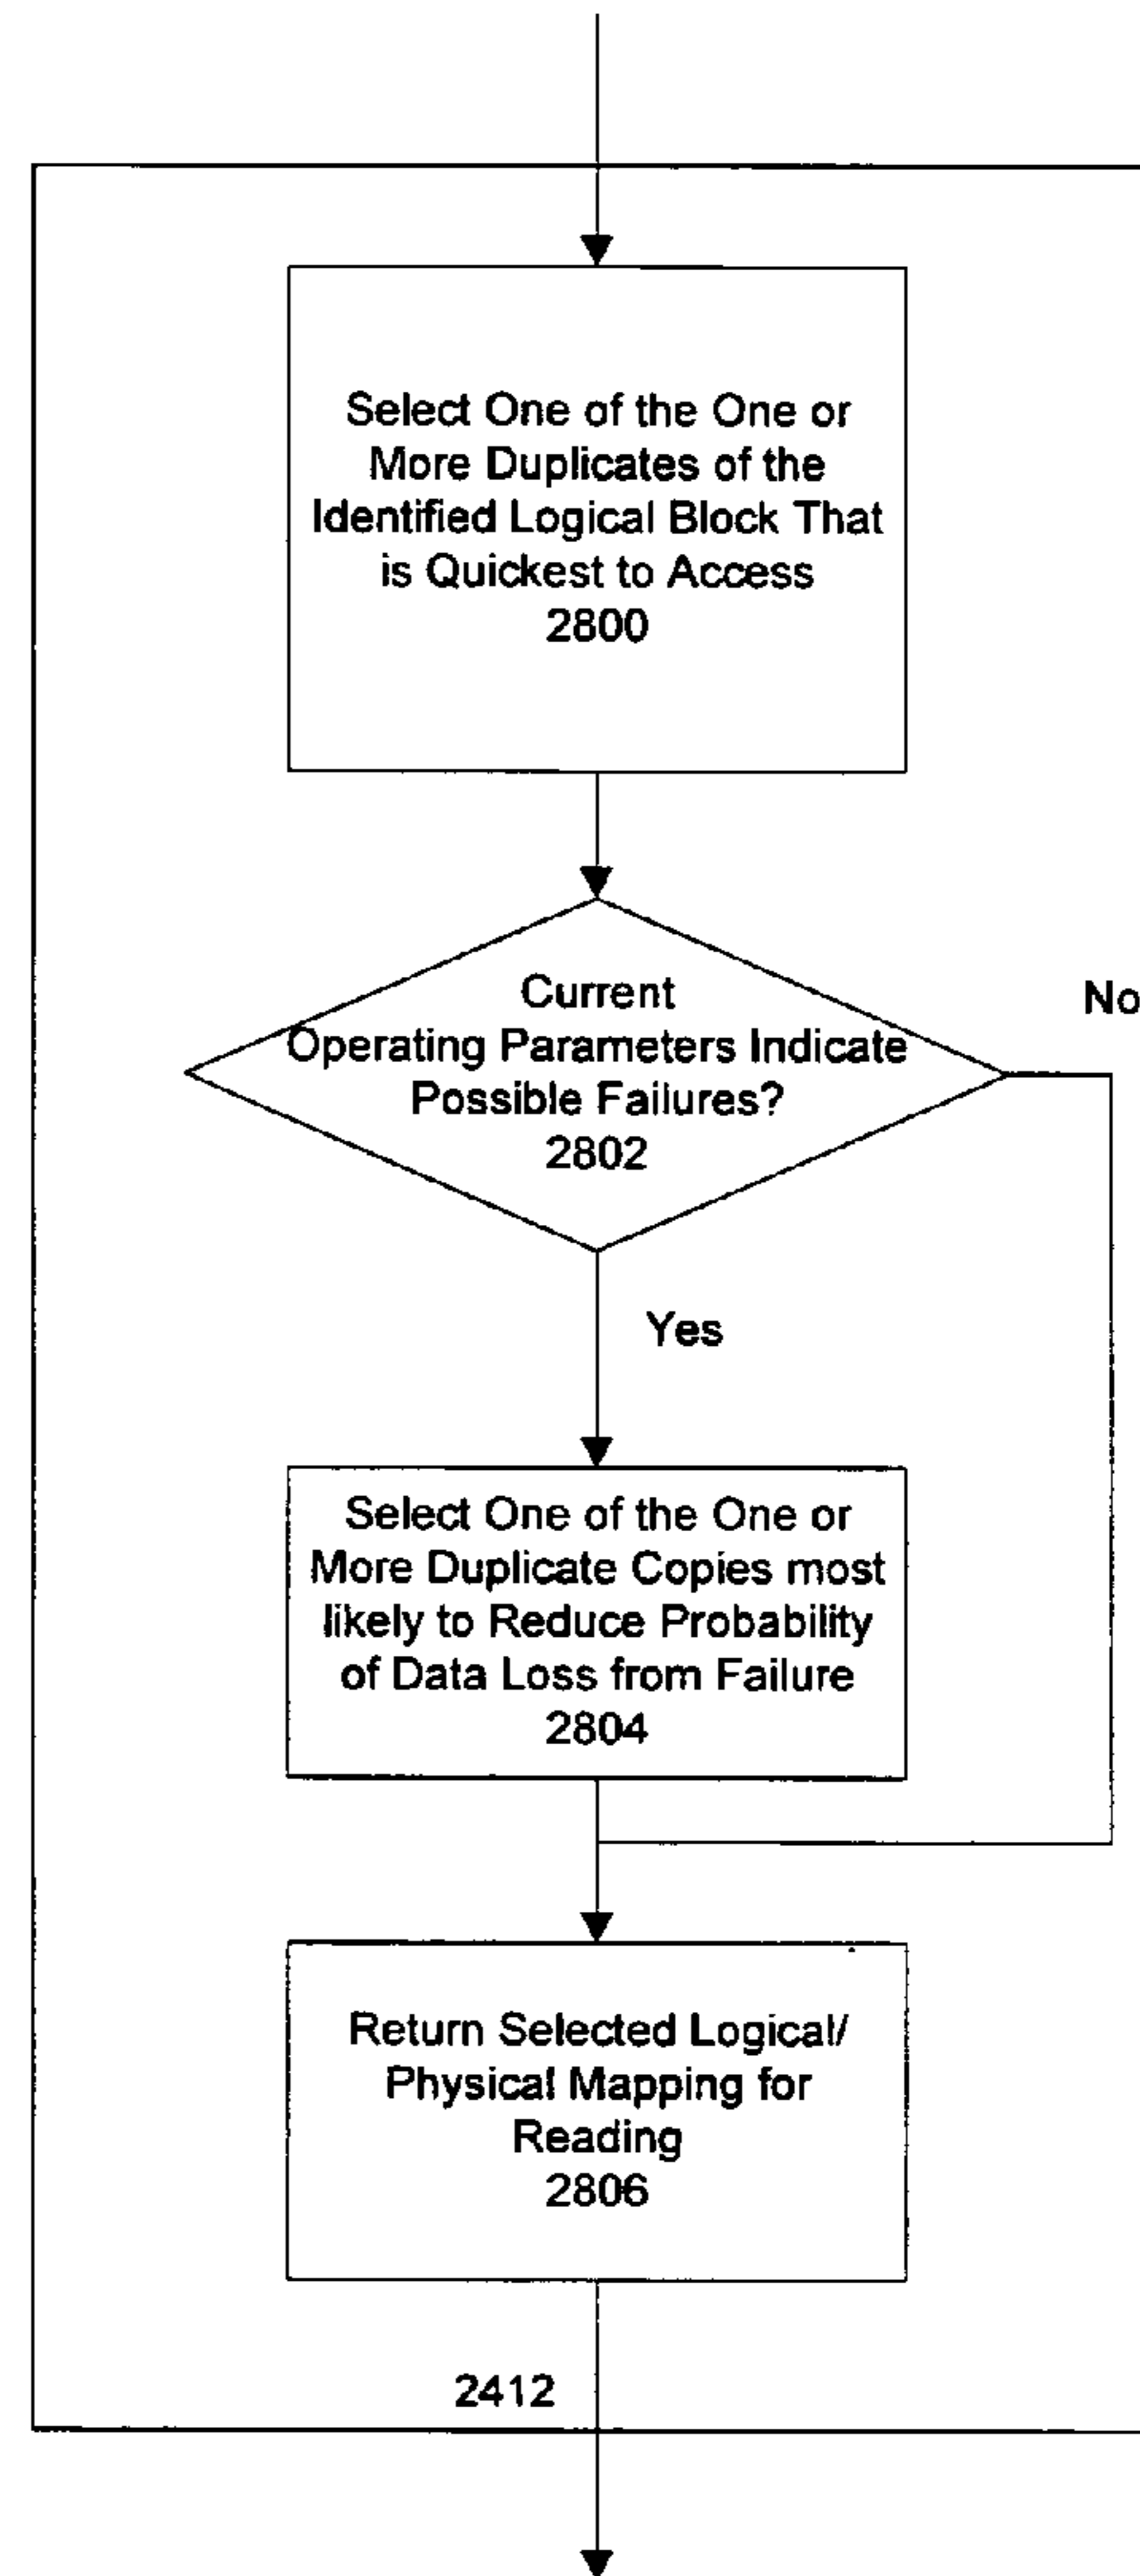 Select One of the One or
More Duplicates of the
Identified Logical Block That
is Quickest to Access
2800
Current
Operating Parameters Indicate
Possible Failures?
2802
No
Yes
Select One of the One or
More Duplicate Copies most
likely to Reduce Probability
of Data Loss from Failure
2804
Return Selected Logical/
Physical Mapping for
Reading
2806
2412